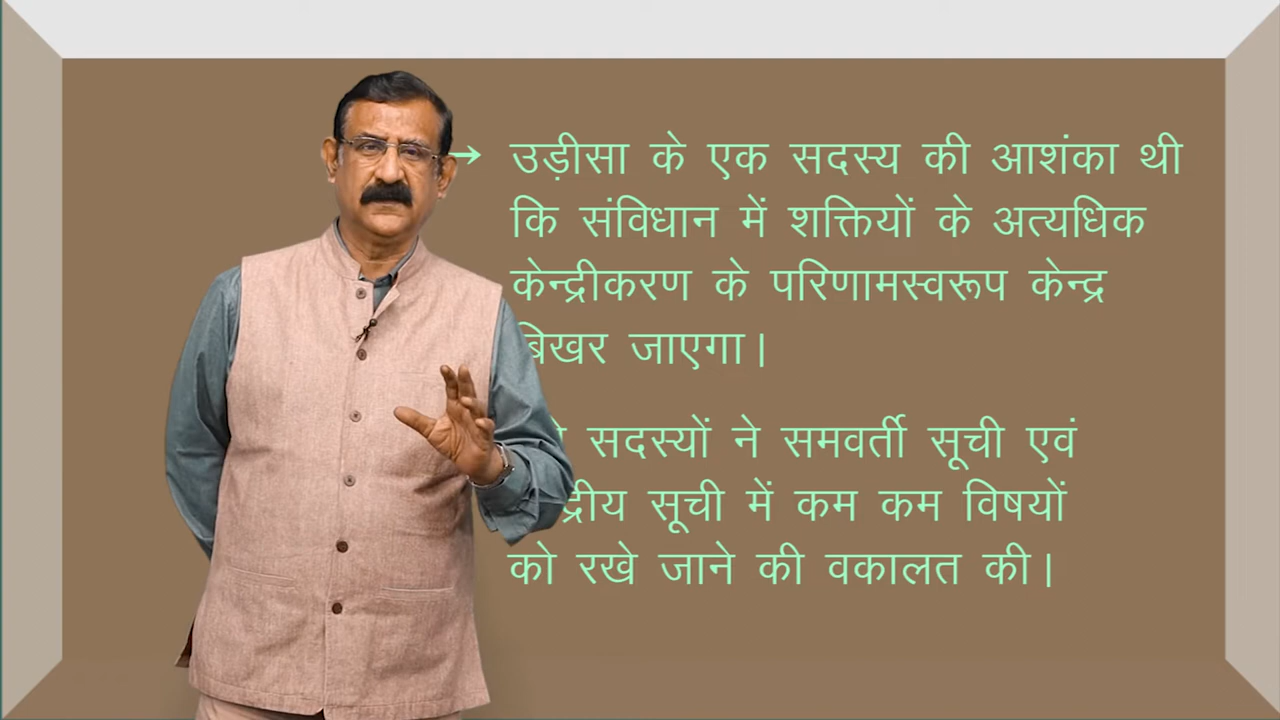 → उड़ीसा के एक सदस्य की आशंका थी
कि संविधान में शक्तियों के अत्यधिक
केन्द्रीकरण के परिणामस्वरूप केन्द्र
बिखर जाएगा।
सदस्यों ने समवर्ती सूची एवं
सूची में कम कम विषयों
को रखे जाने की वकालत की।